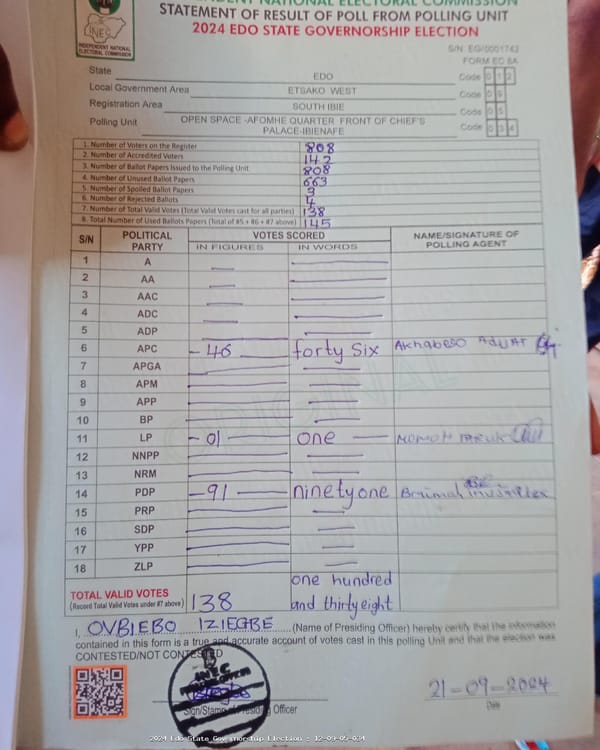 INDEPENDENT NATIONAL ELECTORAL COMMISSION
STATEMENT OF RESULT OF POLL FROM POLLING UNIT
2024 EDO STATE GOVERNORSHIP ELECTION
INEC
INDEPENDENT NATIONAL ELECTORAL COMMISSION
S/N: EG/0001743
FORM EC 8A
State EDO Code 0 1 2
Local Government Area ETSAKO WEST Code 0 9
Registration Area SOUTH IBIE Code 0 5
Polling Unit OPEN SPACE -AFOMHE QUARTER FRONT OF CHIEF'S PALACE-IBIENAFE Code 0 3 4
1. Number of Voters on the Register 808
2. Number of Accredited Voters 142
3. Number of Ballot Papers Issued to the Polling Unit 808
4. Number of Unused Ballot Papers 663
5. Number of Spoiled Ballot Papers 3
6. Number of Rejected Ballots 4
7. Number of Total Valid Votes (Total Valid Votes cast for all parties) 138
8. Total Number of Used Ballots Papers (Total of #5 + #6 + #7 above) 145
S/N POLITICAL PARTY VOTES SCORED NAME/SIGNATURE OF POLLING AGENT
IN FIGURES IN WORDS
1 A
2 AA
3 AAC
4 ADC
5 ADP
6 APC - 46 forty six Akhabeso Aduat
7 APGA
8 APM
9 APP
10 BP
11 LP - 01 one MOMOH
12 NNPP
13 NRM
14 PDP - 91 ninetyone Braimah
15 PRP
16 SDP
17 YPP
18 ZLP
TOTAL VALID VOTES
(Record Total Valid Votes under #7 above) 138 one hundred and thirtyeight
I, OVBIEBO IZIEGBE (Name of Presiding Officer) hereby certify that the information
contained in this form is a true and accurate account of votes cast in this polling Unit and that the election was
CONTESTED/NOT CONTESTED
INEC
Sign/Stamp of Presiding Officer
21-09-2024
Date
2024 Edo State Governorship Election : 12-09-05-034